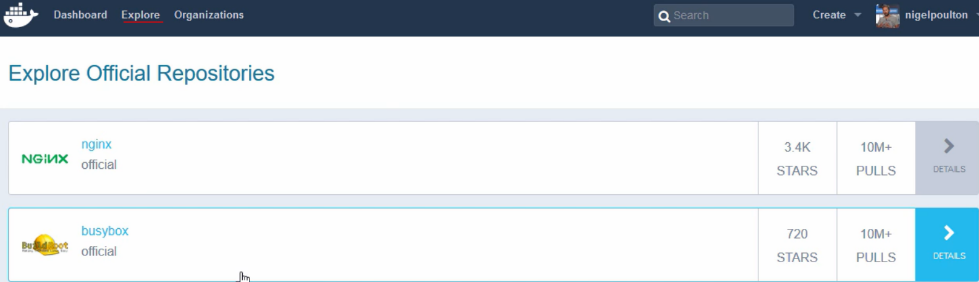 Dashboard Explore Organizations Search Create nigelpoulton
Explore Official Repositories
NGINX nginx official 3.4K STARS 10M+ PULLS DETAILS
Buildroot busybox official 720 STARS 10M+ PULLS DETAILS